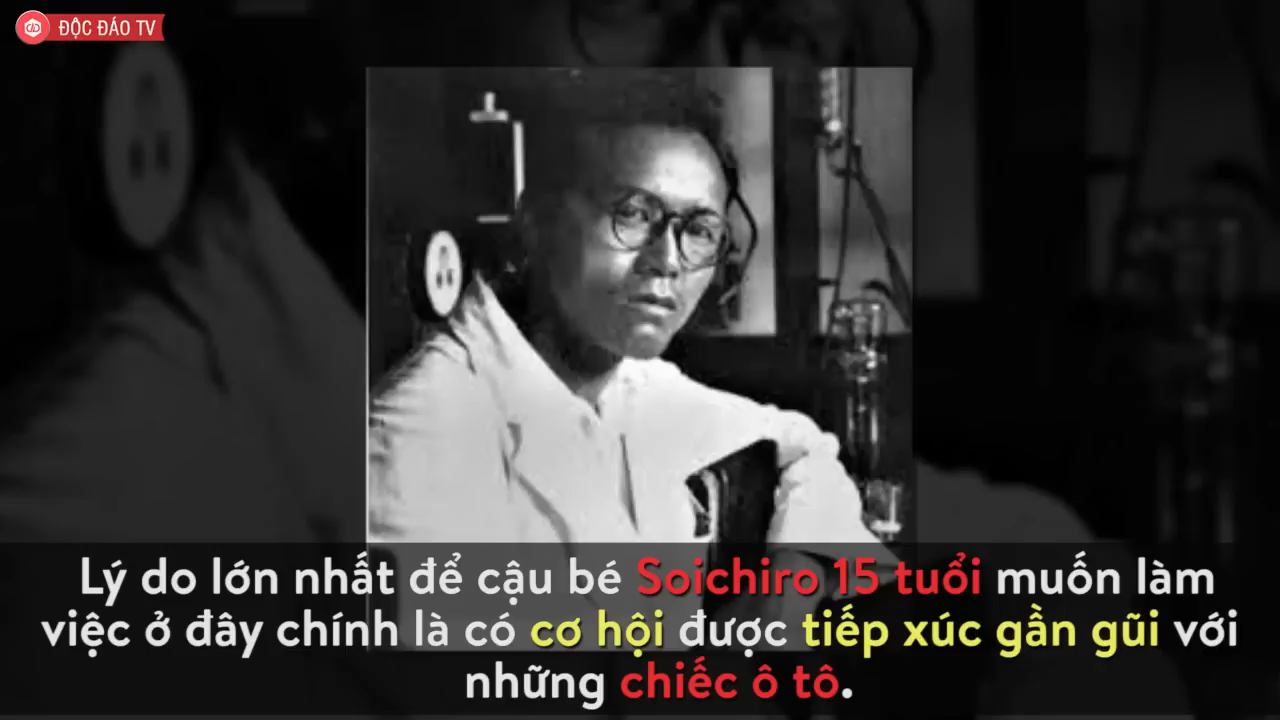 ĐỘC ĐÁO TV
Lý do lớn nhất để cậu bé Soichiro 15 tuổi muốn làm
việc ở đây chính là có cơ hội được tiếp xúc gần gũi với
những chiếc ô tô.